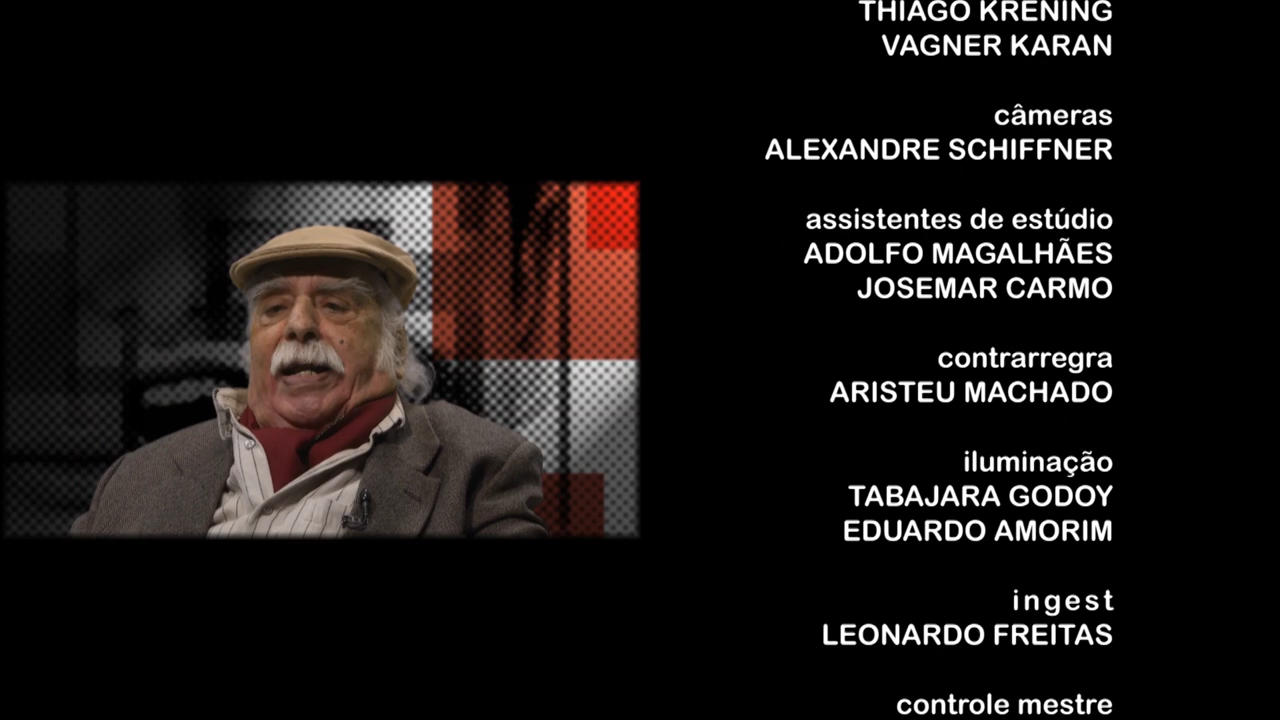 THIAGO KRENING
VAGNER KARAN
câmeras
ALEXANDRE SCHIFFNER
assistentes de estúdio
ADOLFO MAGALHÃES
JOSEMAR CARMO
contrarregra
ARISTEU MACHADO
iluminação
TABAJARA GODOY
EDUARDO AMORIM
ingest
LEONARDO FREITAS
controle mestre